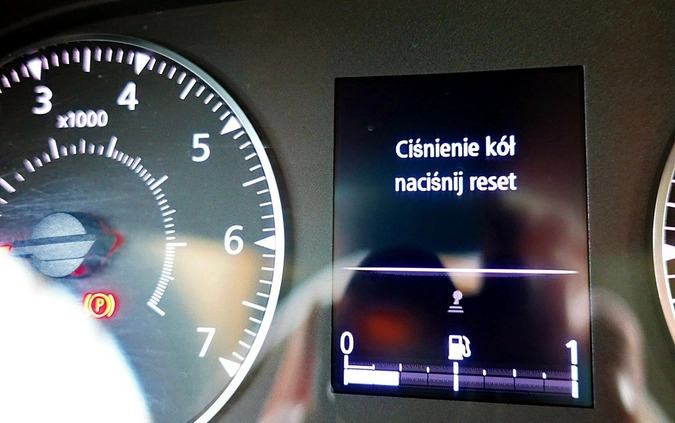 3
4
x1000
5
6
7
P
Ciśnienie kół
naciśnij reset
0
1